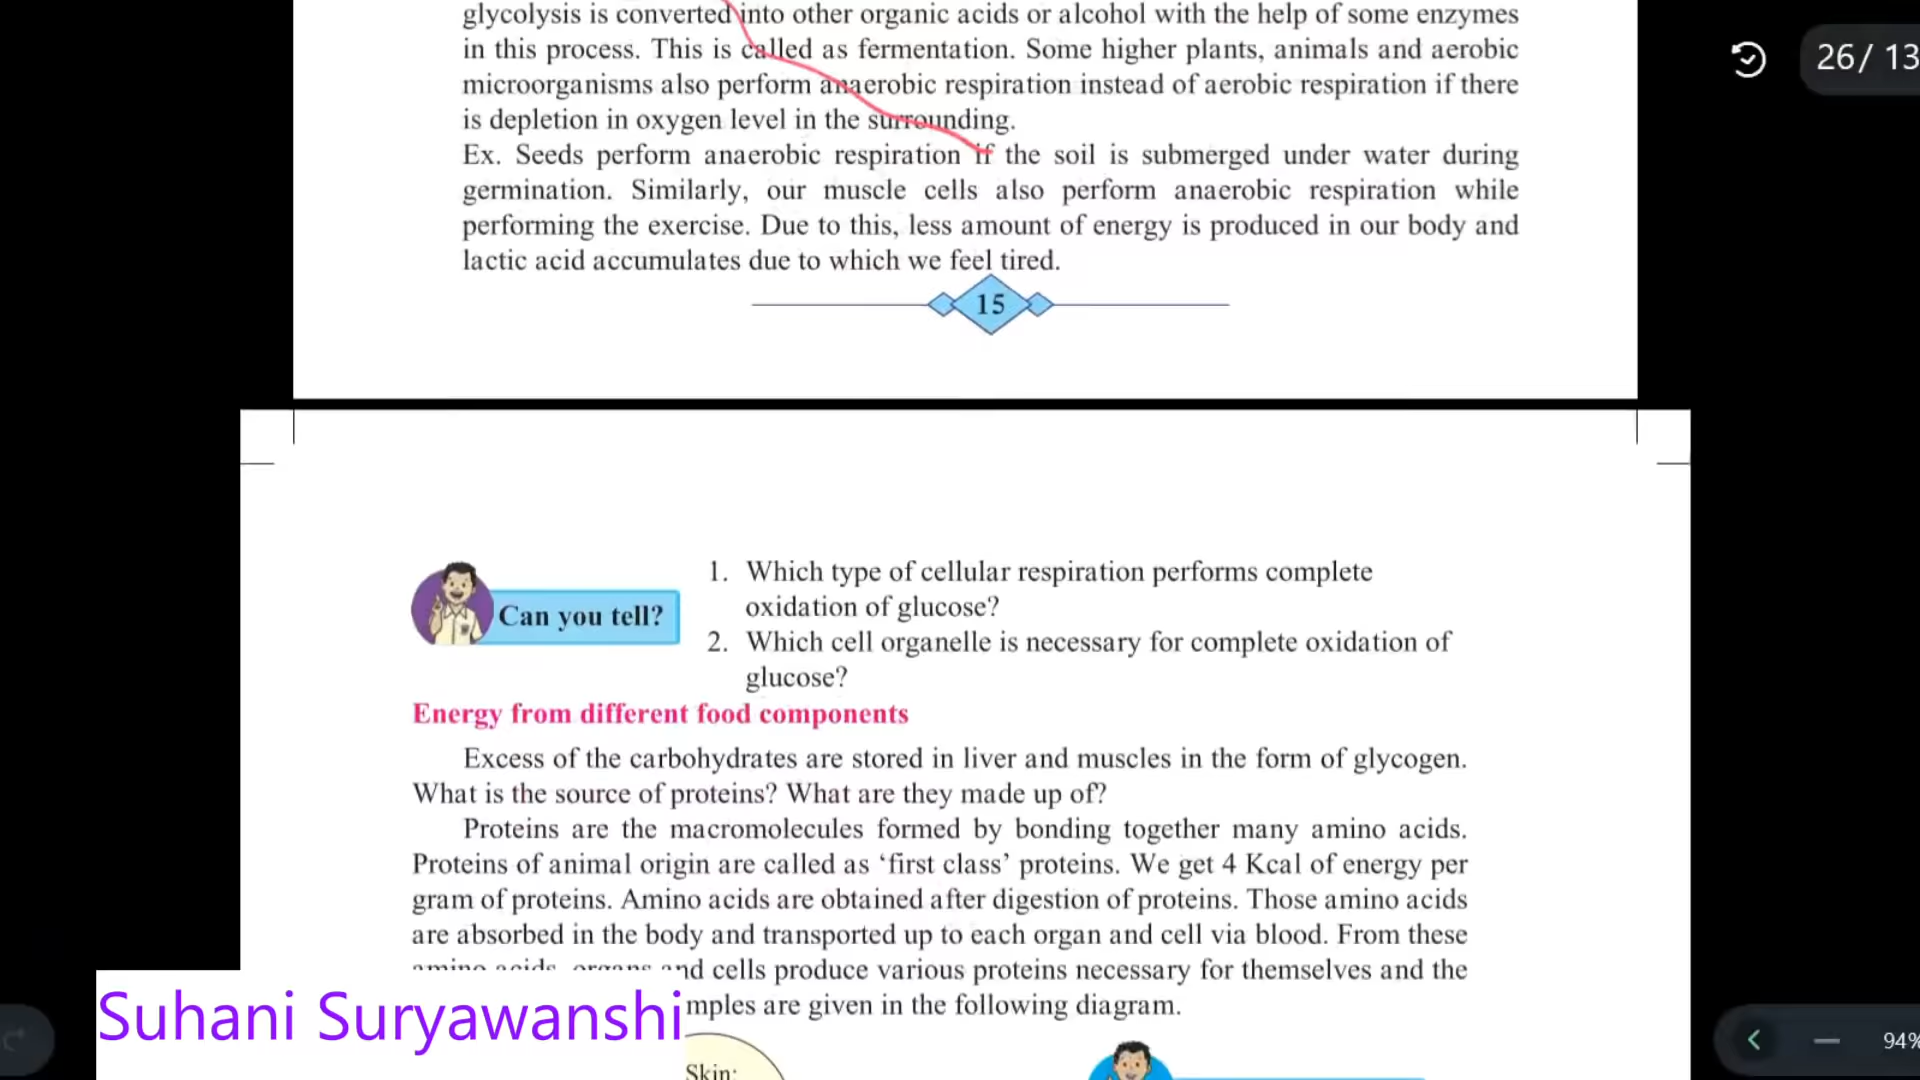 glycolysis is converted into other organic acids or alcohol with the help of some enzymes
in this process. This is called as fermentation. Some higher plants, animals and aerobic
microorganisms also perform anaerobic respiration instead of aerobic respiration if there
is depletion in oxygen level in the surrounding.
Ex. Seeds perform anaerobic respiration if the soil is submerged under water during
germination. Similarly, our muscle cells also perform anaerobic respiration while
performing the exercise. Due to this, less amount of energy is produced in our body and
lactic acid accumulates due to which we feel tired.
15
26/ 13
Can you tell?
1. Which type of cellular respiration performs complete
oxidation of glucose?
2. Which cell organelle is necessary for complete oxidation of
glucose?
Energy from different food components
Excess of the carbohydrates are stored in liver and muscles in the form of glycogen.
What is the source of proteins? What are they made up of?
Proteins are the macromolecules formed by bonding together many amino acids.
Proteins of animal origin are called as ‘first class’ proteins. We get 4 Kcal of energy per
gram of proteins. Amino acids are obtained after digestion of proteins. Those amino acids
are absorbed in the body and transported up to each organ and cell via blood. From these
amino acids, organs and cells produce various proteins necessary for themselves and the
mples are given in the following diagram.
Suhani Suryawanshi
Skin:
94%